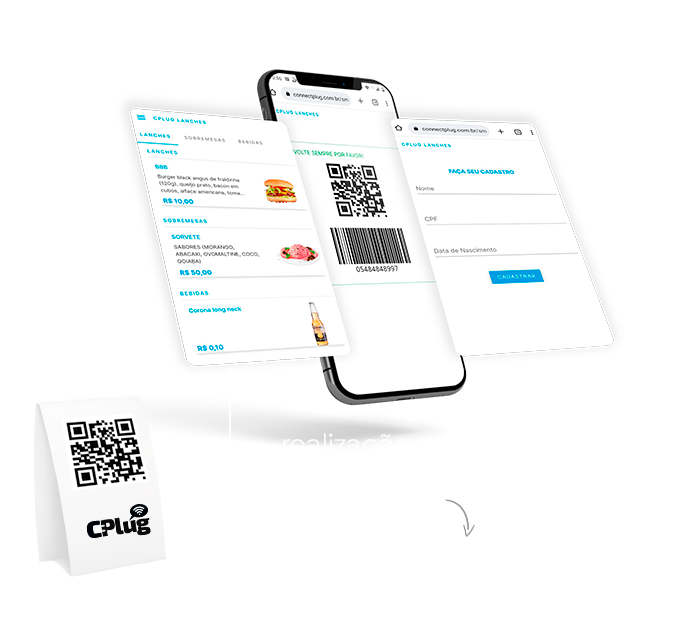 connectplug.com.br/sm
CPLUG LANCHES
VOLTE SEMPRE POR FAVOR!
05484848997
CPLUG LANCHES
LANCHES SOBREMESAS BEBIDAS
LANCHES
BBB
Burger black angus de fraldinha
(120g), queijo prato, bacon em
cubos, alface americana, toma...
R$ 10,00
SOBREMESAS
SORVETE
SABORES (MORANGO,
ABACAXI, OVOMALTINE, COCO,
GOIABA)
R$ 50,00
BEBIDAS
Corona long neck
R$ 0,10
connectplug.com.br/sm
CPLUG LANCHES
FAÇA SEU CADASTRO
Nome
CPF
Data de Nascimento
CADASTRAR
CPlug